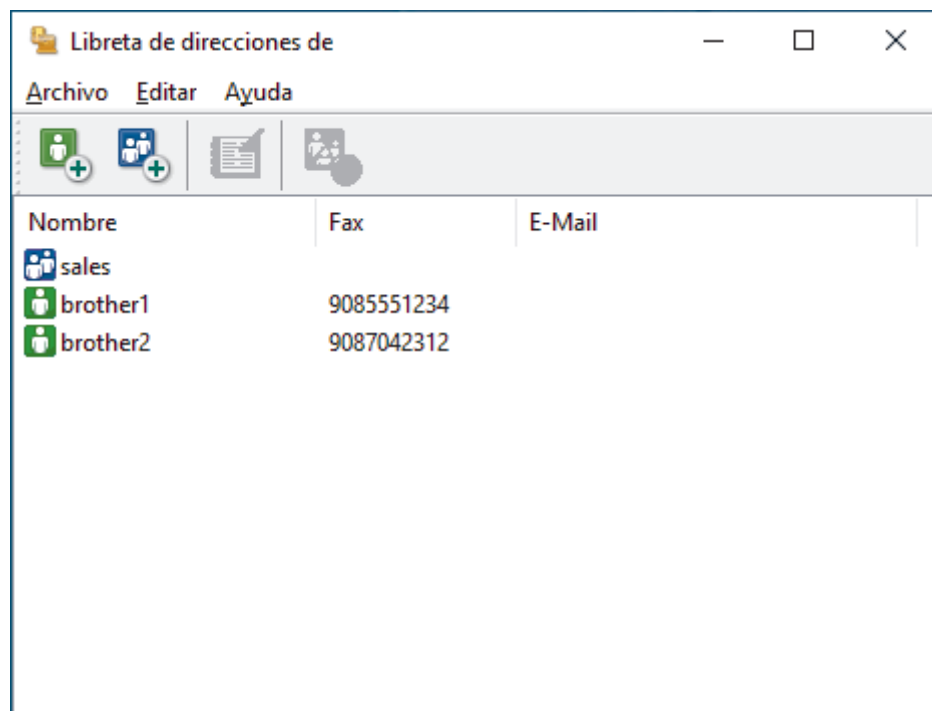 Libreta de direcciones de
Archivo Editar Ayuda
Nombre Fax E-Mail
sales
brother1 9085551234
brother2 9087042312